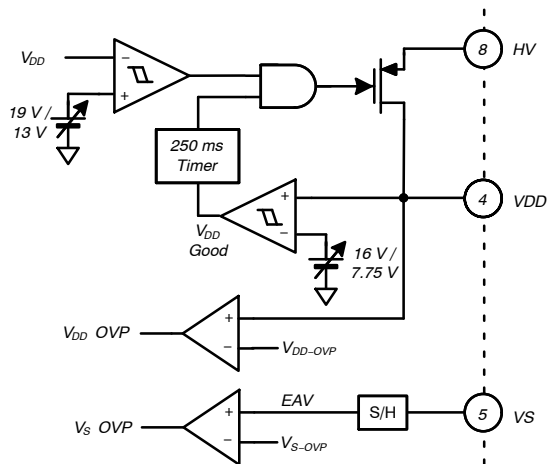 V_DD
−
+
19 V /
13 V
8
HV
250 ms
Timer
V_DD
Good
+
−
16 V /
7.75 V
4
VDD
V_DD OVP
+
−
V_DD−OVP
V_S OVP
+
−
EAV
V_S−OVP
S/H
5
VS